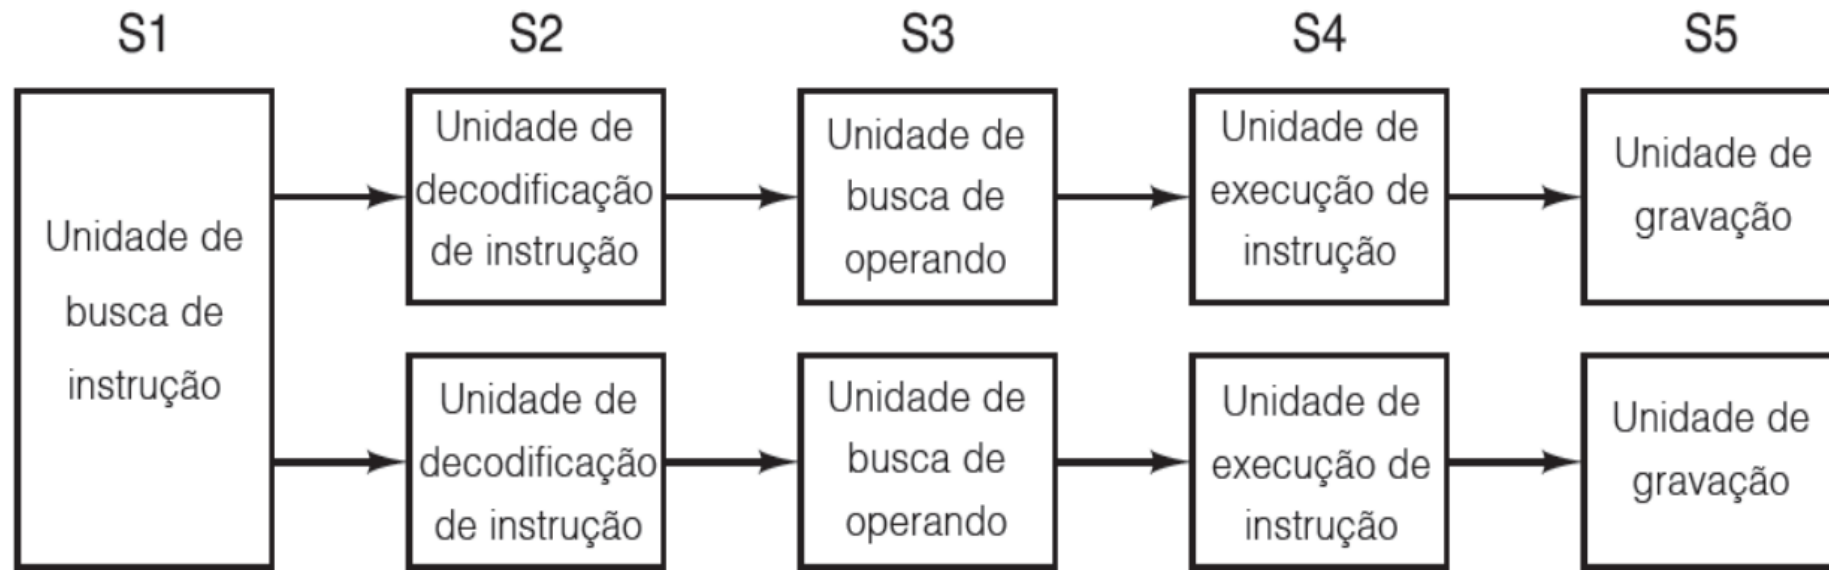 S1
S2
S3
S4
S5
Unidade de
busca de
instrução
Unidade de
decodificação
de instrução
Unidade de
busca de
operando
Unidade de
execução de
instrução
Unidade de
gravação
Unidade de
decodificação
de instrução
Unidade de
busca de
operando
Unidade de
execução de
instrução
Unidade de
gravação